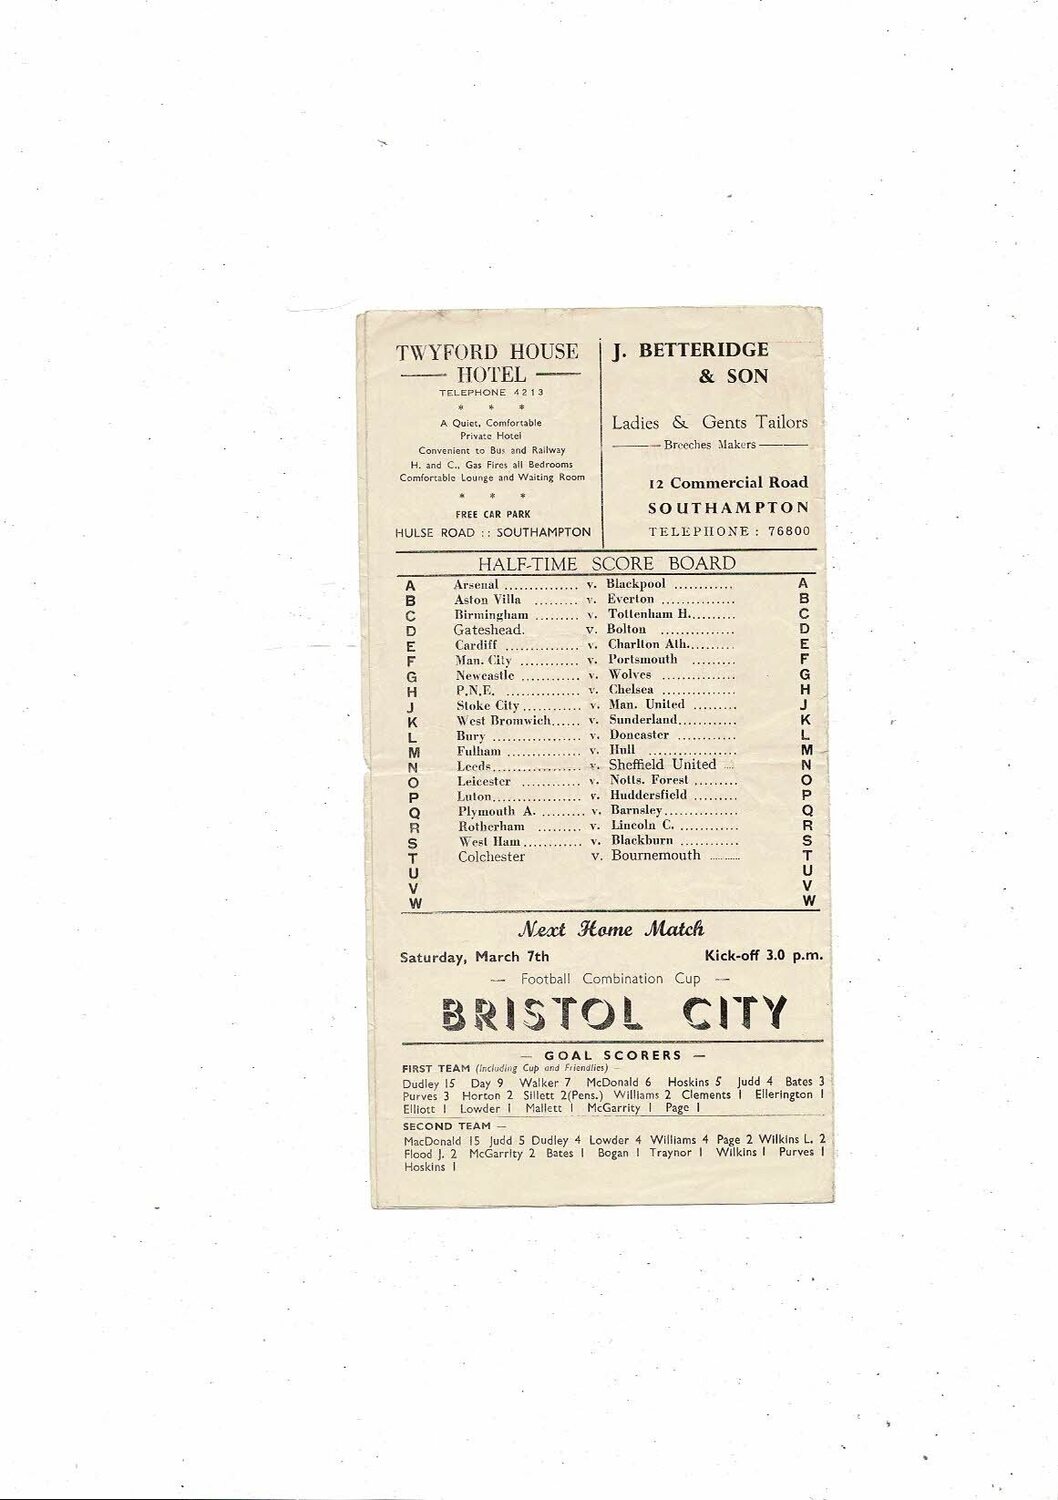 TWYFORD HOUSE
HOTEL
TELEPHONE 4213
* * *
A Quiet, Comfortable
Private Hotel
Convenient to Bus and Railway
H. and C., Gas Fires all Bedrooms
Comfortable Lounge and Waiting Room
* * *
FREE CAR PARK
HULSE ROAD :: SOUTHAMPTON
J. BETTERIDGE
& SON
Ladies & Gents Tailors
Breeches Makers
12 Commercial Road
SOUTHAMPTON
TELEPHONE : 76800
HALF-TIME SCORE BOARD
A Arsenal .............. v. Blackpool ............ A
B Aston Villa ......... v. Everton .............. B
C Birmingham ......... v. Tottenham H......... C
D Gateshead. v. Bolton .............. D
E Cardiff .............. v. Charlton Ath......... E
F Man. City ........... v. Portsmouth ........ F
G Newcastle ........... v. Wolves .............. G
H P.N.E. .............. v. Chelsea .............. H
J Stoke City........... v. Man. United ........ J
K West Bromwich...... v. Sunderland........... K
L Bury ................. v. Doncaster ........... L
M Fulham .............. v. Hull ................. M
N Leeds................. v. Sheffield United .... N
O Leicester ........... v. Notts. Forest ........ O
P Luton................. v. Huddersfield ........ P
Q Plymouth A. ........ v. Barnsley.............. Q
R Rotherham ......... v. Lincoln C. ........... R
S West Ham........... v. Blackburn ........... S
T Colchester v. Bournemouth ........... T
U U
V V
W W
Next Home Match
Saturday, March 7th Kick-off 3.0 p.m.
— Football Combination Cup —
BRISTOL CITY
— GOAL SCORERS —
FIRST TEAM (Including Cup and Friendlies) —
Dudley 15 Day 9 Walker 7 McDonald 6 Hoskins 5 Judd 4 Bates 3
Purves 3 Horton 2 Sillett 2(Pens.) Williams 2 Clements 1 Ellerington 1
Elliott 1 Lowder 1 Mallett 1 McGarrity 1 Page 1
SECOND TEAM —
MacDonald 15 Judd 5 Dudley 4 Lowder 4 Williams 4 Page 2 Wilkins L. 2
Flood J. 2 McGarrity 2 Bates 1 Bogan 1 Traynor 1 Wilkins 1 Purves 1
Hoskins 1